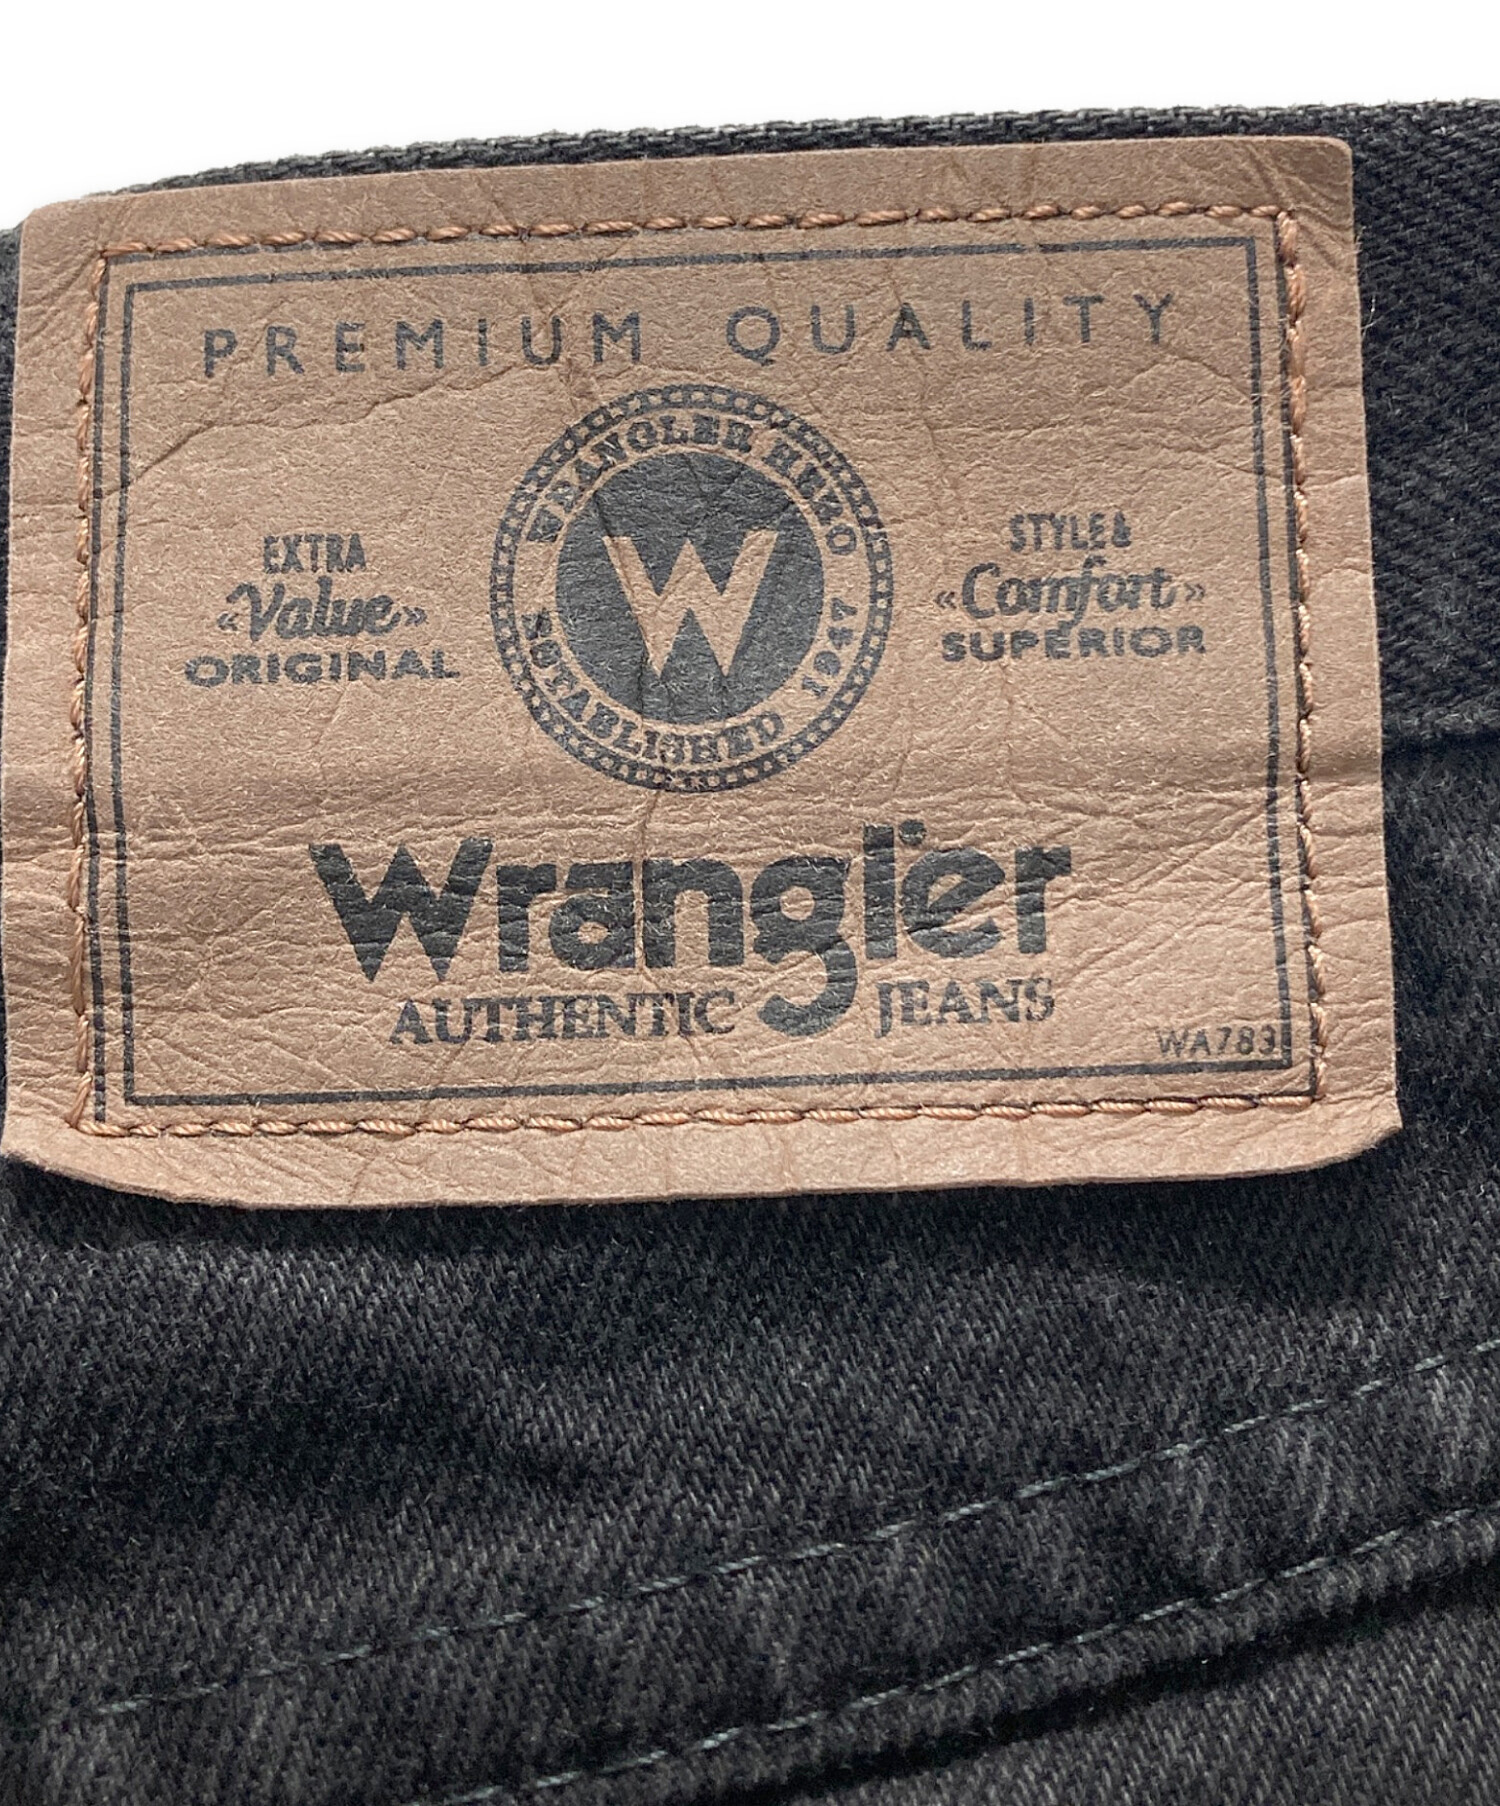 PREMIUM QUALITY
WRANGLER HERO
ESTABLISHED 1947
W
EXTRA
«Value»
ORIGINAL
STYLE &
«Comfort»
SUPERIOR
Wrangler
AUTHENTIC JEANS
WA783